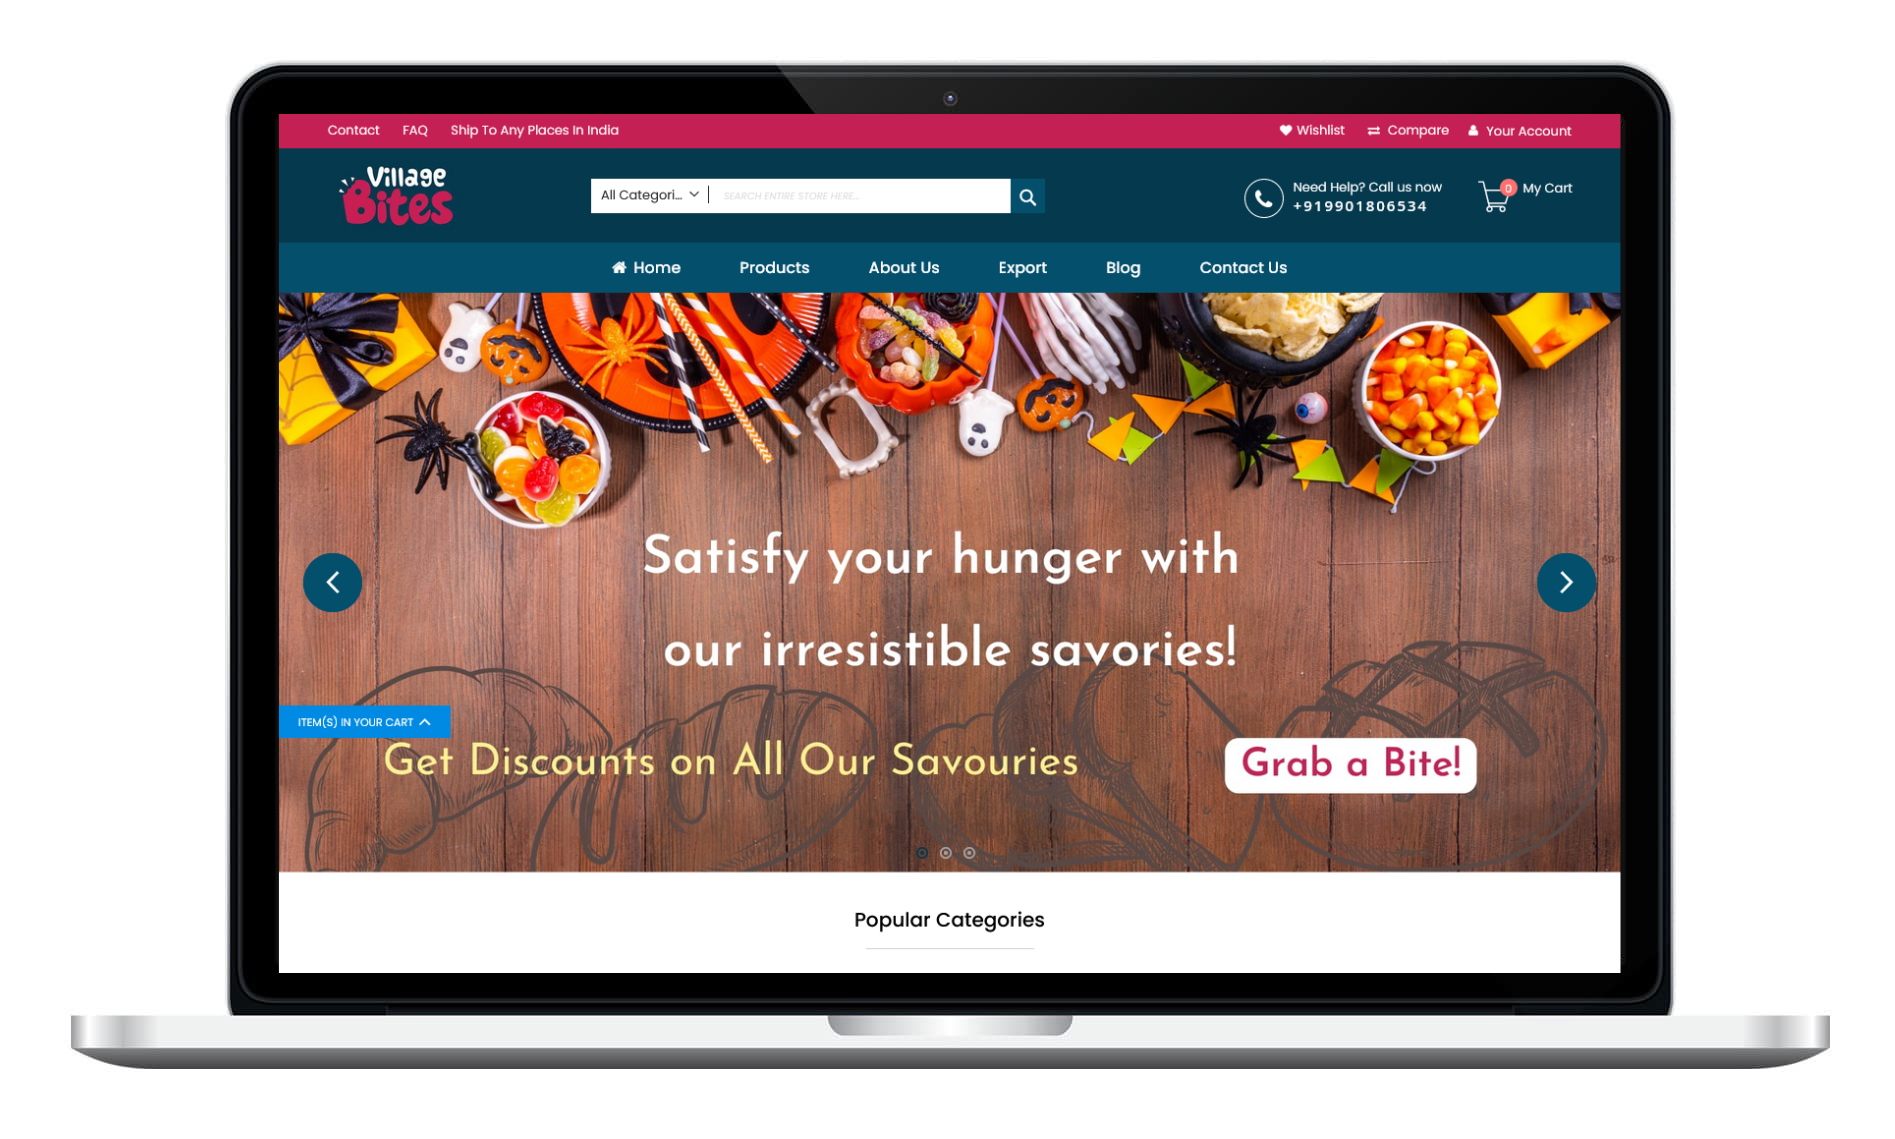 Contact FAQ Ship To Any Places In India Wishlist Compare Your Account
Village
Bites
All Categori... SEARCH ENTIRE STORE HERE...
Need Help? Call us now
+919901806534
0 My Cart
Home Products About Us Export Blog Contact Us
Satisfy your hunger with
our irresistible savories!
ITEM(S) IN YOUR CART
Get Discounts on All Our Savouries Grab a Bite!
Popular Categories